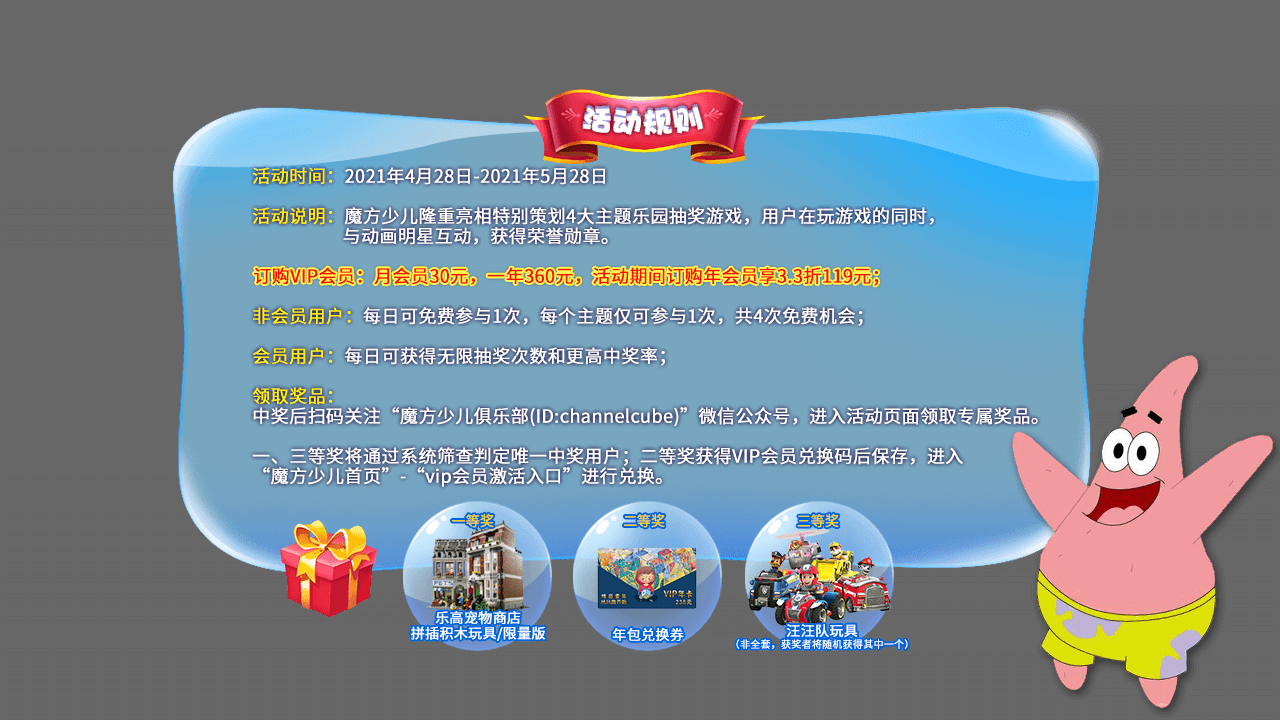 活动规则
活动时间：2021年4月28日-2021年5月28日
活动说明：魔方少儿隆重亮相特别策划4大主题乐园抽奖游戏，用户在玩游戏的同时，
与动画明星互动，获得荣誉勋章。
订购VIP会员：月会员30元，一年360元，活动期间订购年会员享3.3折119元；
非会员用户：每日可免费参与1次，每个主题仅可参与1次，共4次免费机会；
会员用户：每日可获得无限抽奖次数和更高中奖率；
领取奖品：
中奖后扫码关注“魔方少儿俱乐部(ID:channelcube)”微信公众号，进入活动页面领取专属奖品。
一、三等奖将通过系统筛查判定唯一中奖用户；二等奖获得VIP会员兑换码后保存，进入
“魔方少儿首页”-“vip会员激活入口”进行兑换。
一等奖
PETS
乐高宠物商店
拼插积木玩具/限量版
二等奖
VIP年卡
年包兑换券
三等奖
汪汪队玩具
（非全套，获奖者将随机获得其中一个）